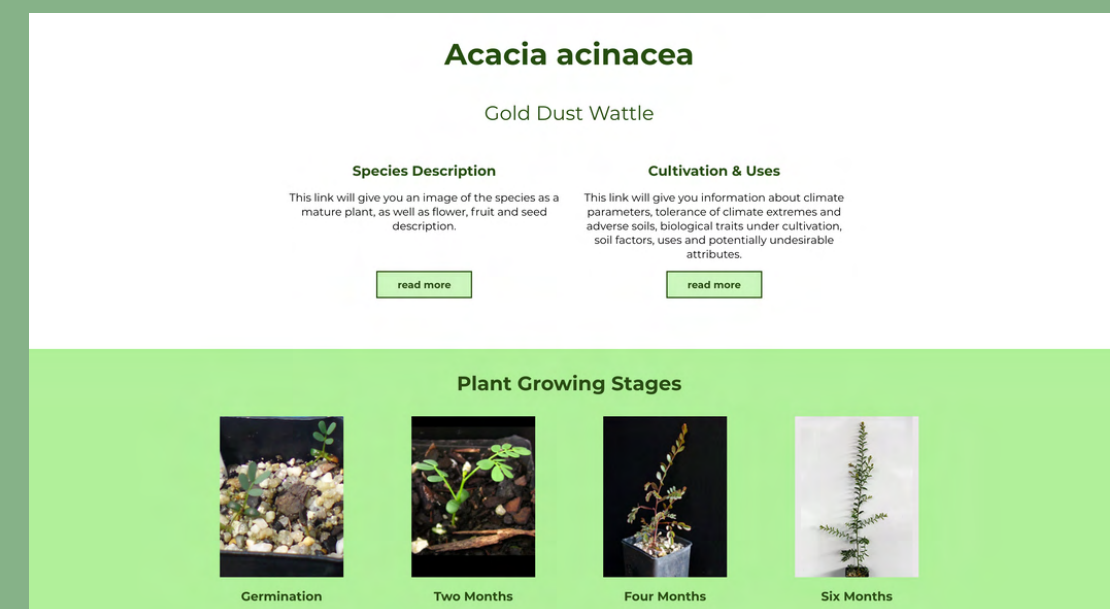 Acacia acinacea
Gold Dust Wattle
Species Description
This link will give you an image of the species as a
mature plant, as well as flower, fruit and seed
description.
read more
Cultivation & Uses
This link will give you information about climate
parameters, tolerance of climate extremes and
adverse soils, biological traits under cultivation,
soil factors, uses and potentially undesirable
attributes.
read more
Plant Growing Stages
Germination
Two Months
Four Months
Six Months